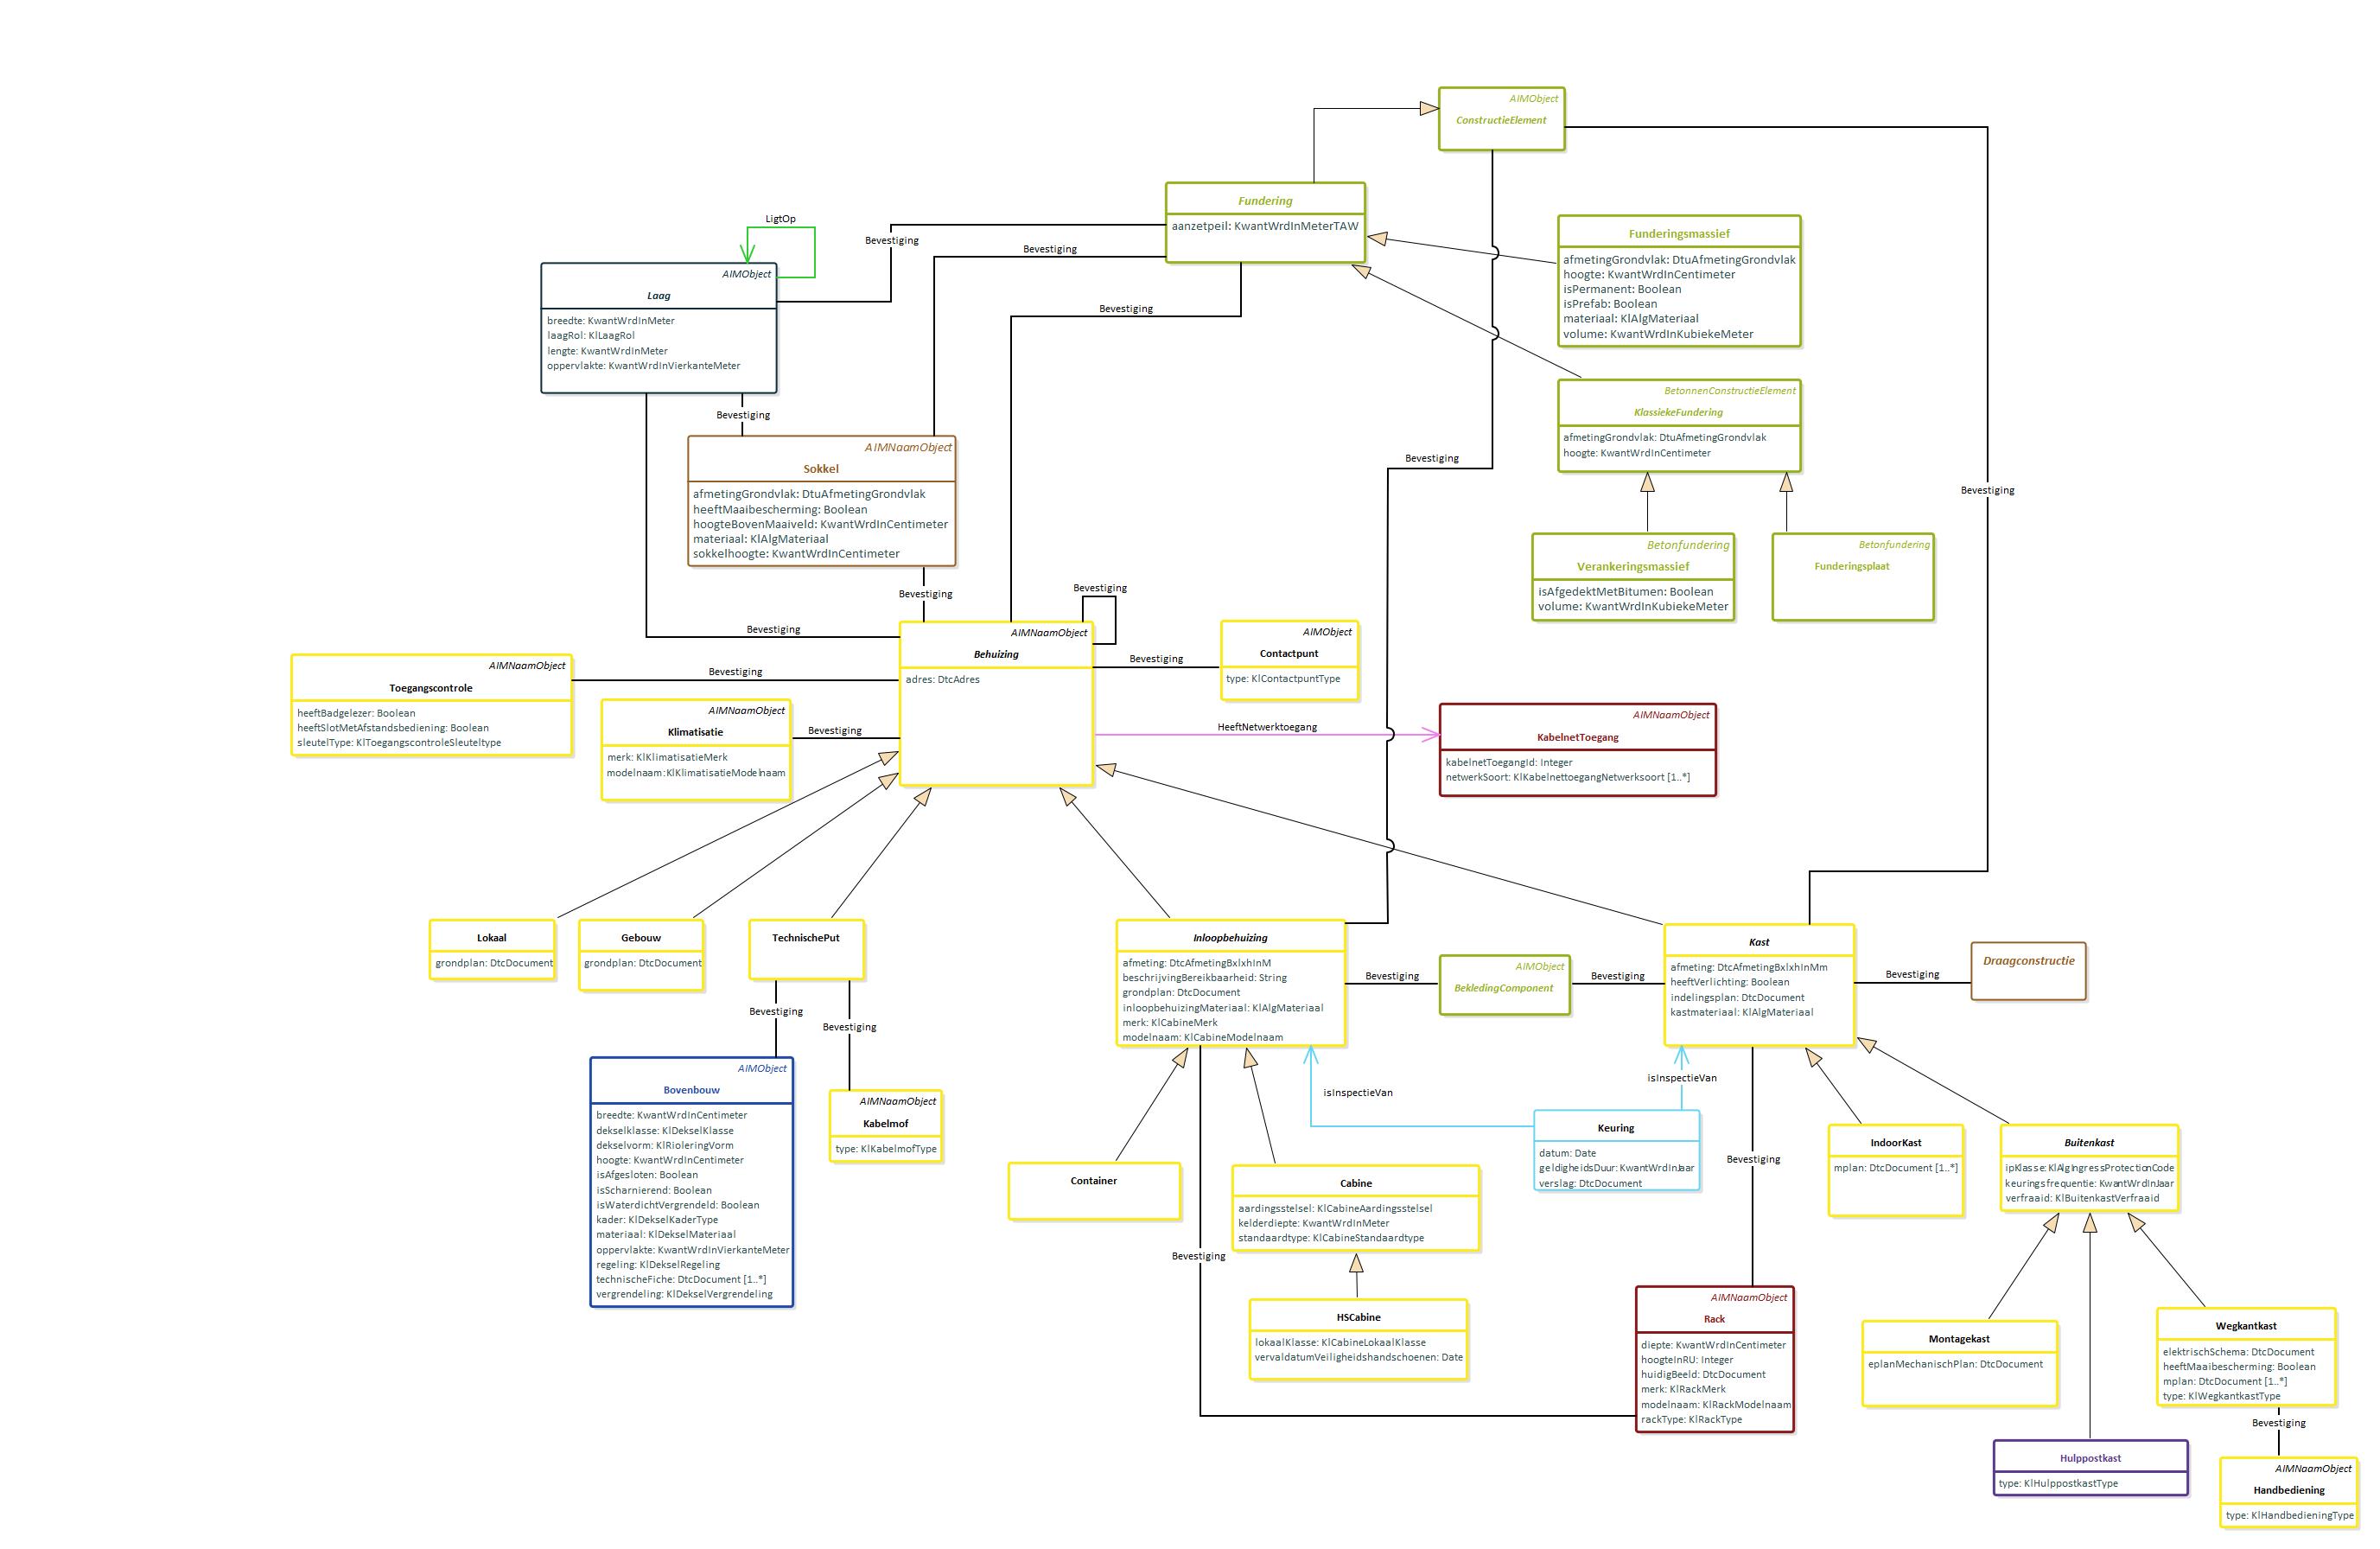 AIMObject
ConstructieElement
Fundering
aanzetpeil: KwantWrdInMeterTAW
LigtOp
Bevestiging
Bevestiging
Funderingsmassief
afmetingGrondvlak: DtuAfmetingGrondvlak
hoogte: KwantWrdInCentimeter
isPermanent: Boolean
isPrefab: Boolean
materiaal: KlAlgMateriaal
volume: KwantWrdInKubiekeMeter
AIMObject
Laag
breedte: KwantWrdInMeter
laagRol: KlLaagRol
lengte: KwantWrdInMeter
oppervlakte: KwantWrdInVierkanteMeter
Bevestiging
BetonnenConstructieElement
KlassiekeFundering
afmetingGrondvlak: DtuAfmetingGrondvlak
hoogte: KwantWrdInCentimeter
Bevestiging
AIMNaamObject
Sokkel
afmetingGrondvlak: DtuAfmetingGrondvlak
heeftMaaibescherming: Boolean
hoogteBovenMaaiveld: KwantWrdInCentimeter
materiaal: KlAlgMateriaal
sokkelhoogte: KwantWrdInCentimeter
Bevestiging
Bevestiging
Betonfundering
Verankeringsmassief
isAfgedektMetBitumen: Boolean
volume: KwantWrdInKubiekeMeter
Betonfundering
Funderingsplaat
Bevestiging
Bevestiging
Bevestiging
AIMNaamObject
Behuizing
adres: DtcAdres
Bevestiging
AIMObject
Contactpunt
type: KlContactpuntType
AIMNaamObject
Toegangscontrole
heeftBadgelezer: Boolean
heeftSlotMetAfstandsbediening: Boolean
sleutelType: KlToegangscontroleSleuteltype
Bevestiging
AIMNaamObject
Klimatisatie
merk: KlKlimatisatieMerk
modelnaam:KlKlimatisatieModelnaam
Bevestiging
HeeftNetwerktoegang
AIMNaamObject
KabelnetToegang
kabelnetToegangId: Integer
netwerkSoort: KlKabelnettoegangNetwerksoort [1..*]
Lokaal
grondplan: DtcDocument
Gebouw
grondplan: DtcDocument
TechnischePut
Inloopbehuizing
afmeting: DtcAfmetingBxlxhInM
beschrijvingBereikbaarheid: String
grondplan: DtcDocument
inloopbehuizingMateriaal: KlAlgMateriaal
merk: KlCabineMerk
modelnaam: KlCabineModelnaam
Bevestiging
AIMObject
BekledingComponent
Bevestiging
Kast
afmeting: DtcAfmetingBxlxhInMm
heeftVerlichting: Boolean
indelingsplan: DtcDocument
kastmateriaal: KlAlgMateriaal
Bevestiging
Draagconstructie
Bevestiging
Bevestiging
AIMObject
Bovenbouw
breedte: KwantWrdInCentimeter
dekselklasse: KlDekselKlasse
dekselvorm: KlRioleringVorm
hoogte: KwantWrdInCentimeter
isAfgesloten: Boolean
isScharnierend: Boolean
isWaterdichtVergrendeld: Boolean
kader: KlDekselKaderType
materiaal: KlDekselMateriaal
oppervlakte: KwantWrdInVierkanteMeter
regeling: KlDekselRegeling
technischeFiche: DtcDocument [1..*]
vergrendeling: KlDekselVergrendeling
AIMNaamObject
Kabelmof
type: KlKabelmofType
isInspectieVan
isInspectieVan
Keuring
datum: Date
geldigheidsDuur: KwantWrdInJaar
verslag: DtcDocument
Bevestiging
IndoorKast
mplan: DtcDocument [1..*]
Buitenkast
ipKlasse: KlAlgIngressProtectionCode
keuringsfrequentie: KwantWrdInJaar
verfraaid: KlBuitenkastVerfraaid
Container
Cabine
aardingsstelsel: KlCabineAardingsstelsel
kelderdiepte: KwantWrdInMeter
standaardtype: KlCabineStandaardtype
Bevestiging
HSCabine
lokaalKlasse: KlCabineLokaalKlasse
vervaldatumVeiligheidshandschoenen: Date
AIMNaamObject
Rack
diepte: KwantWrdInCentimeter
hoogteInRU: Integer
huidigBeeld: DtcDocument
merk: KlRackMerk
modelnaam: KlRackModelnaam
rackType: KlRackType
Montagekast
eplanMechanischPlan: DtcDocument
Wegkantkast
elektrischSchema: DtcDocument
heeftMaaibescherming: Boolean
mplan: DtcDocument [1..*]
type: KlWegkantkastType
Bevestiging
Hulppostkast
type: KlHulppostkastType
AIMNaamObject
Handbediening
type: KlHandbedieningType